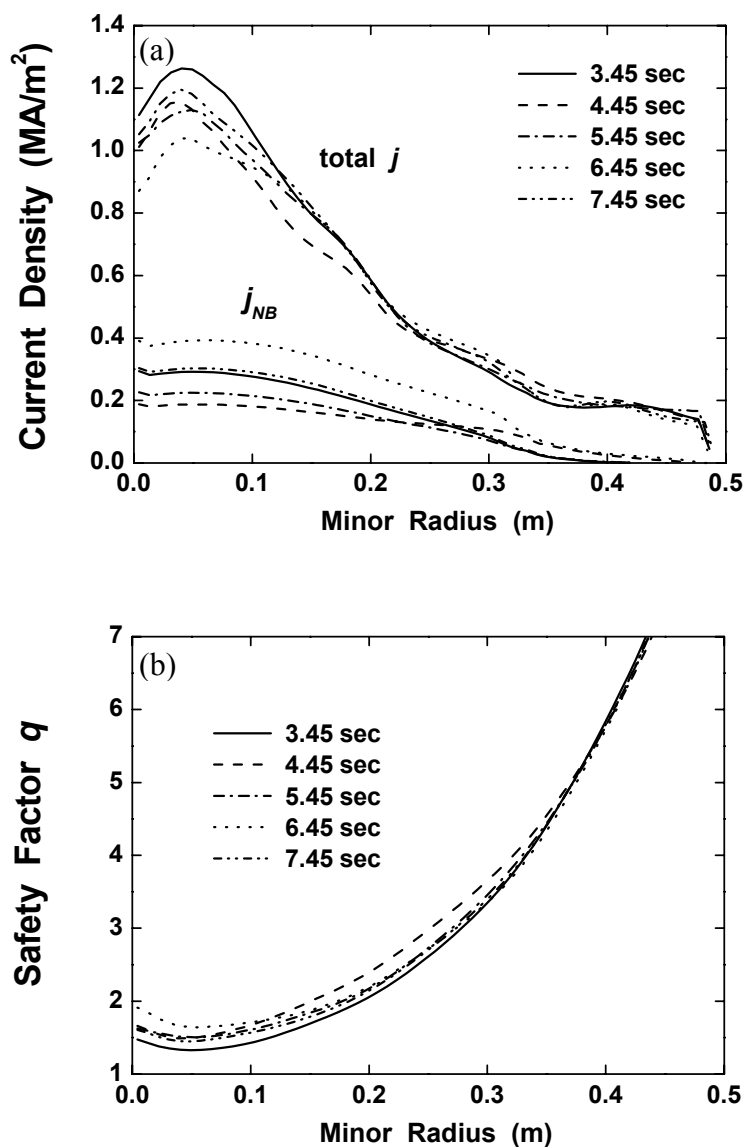 (a)
Current Density (MA/m²)
1.4
1.2
1.0
0.8
0.6
0.4
0.2
0.0
total j
j_NB
3.45 sec
4.45 sec
5.45 sec
6.45 sec
7.45 sec
0.0 0.1 0.2 0.3 0.4 0.5
Minor Radius (m)
(b)
Safety Factor q
7
6
5
4
3
2
1
3.45 sec
4.45 sec
5.45 sec
6.45 sec
7.45 sec
0.0 0.1 0.2 0.3 0.4 0.5
Minor Radius (m)